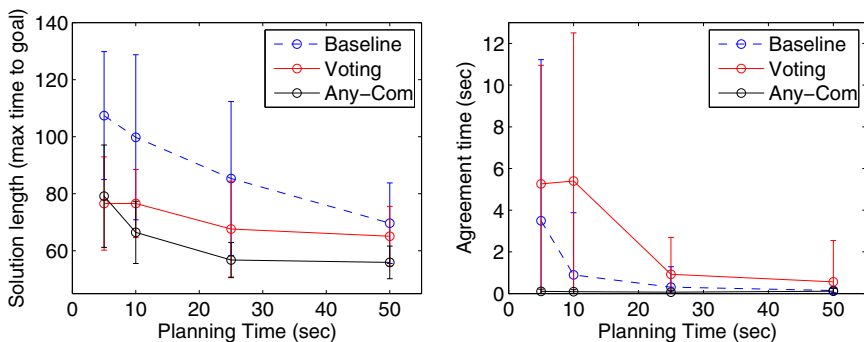 Solution length (max time to goal)
140
120
100
80
60
0 10 20 30 40 50
Planning Time (sec)
Baseline
Voting
Any-Com
Agreement time (sec)
12
10
8
6
4
2
0
0 10 20 30 40 50
Planning Time (sec)
Baseline
Voting
Any-Com